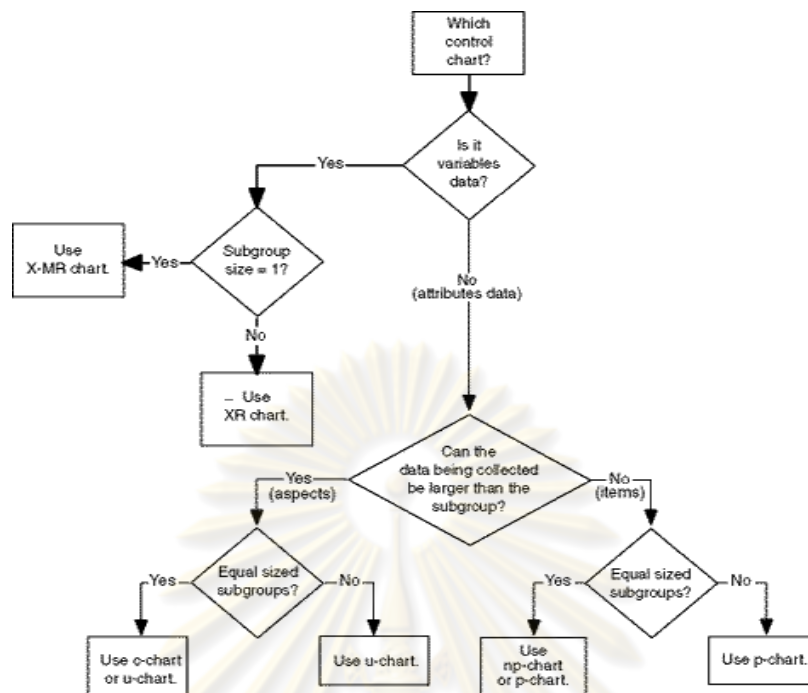 Which
control
chart?
Is it
variables
data?
Yes
Subgroup
size = 1?
Yes
Use
X-MR chart.
No
(attributes data)
No
– Use
XR chart.
Can the
data being collected
be larger than the
subgroup?
Yes
(aspects)
No
(items)
Equal sized
subgroups?
Yes
No
Equal sized
subgroups?
Yes
No
Use c-chart
or u-chart.
Use u-chart.
Use
np-chart
or p-chart.
Use p-chart.